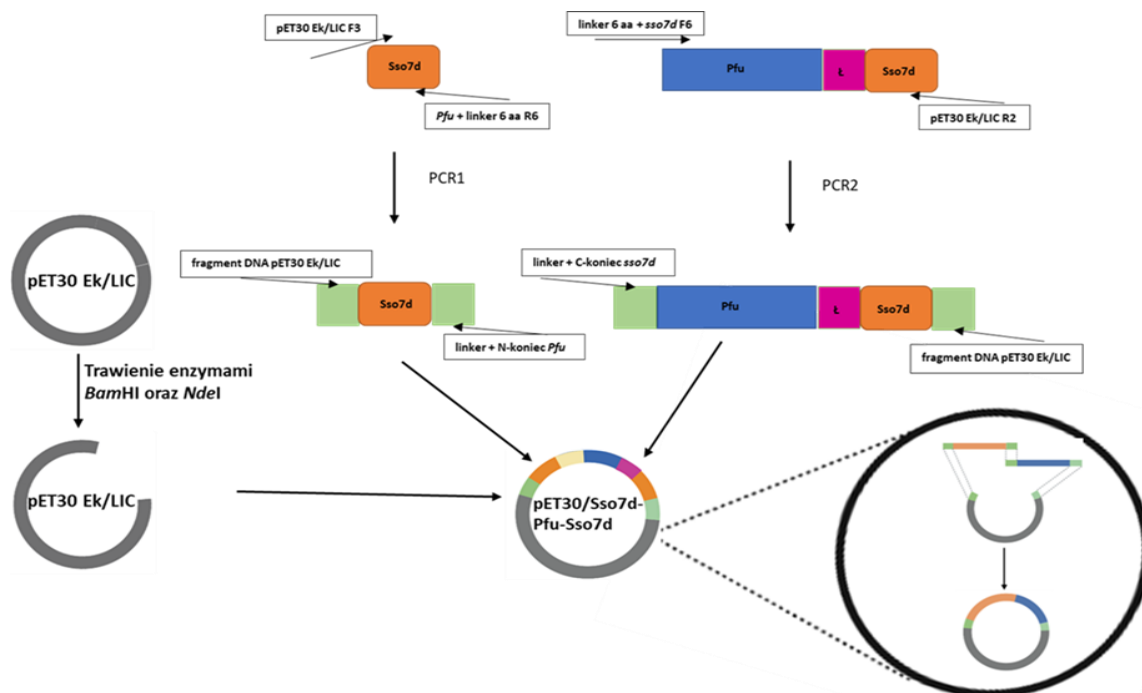 pET30 Ek/LIC F3
linker 6 aa + sso7d F6
Sso7d
Pfu
Ł
Sso7d
Pfu + linker 6 aa R6
pET30 Ek/LIC R2
PCR1
PCR2
pET30 Ek/LIC
fragment DNA pET30 Ek/LIC
linker + C-koniec sso7d
Sso7d
Pfu
Ł
Sso7d
linker + N-koniec Pfu
fragment DNA pET30 Ek/LIC
Trawienie enzymami
BamHI oraz NdeI
pET30 Ek/LIC
pET30/Sso7d-
Pfu-Sso7d